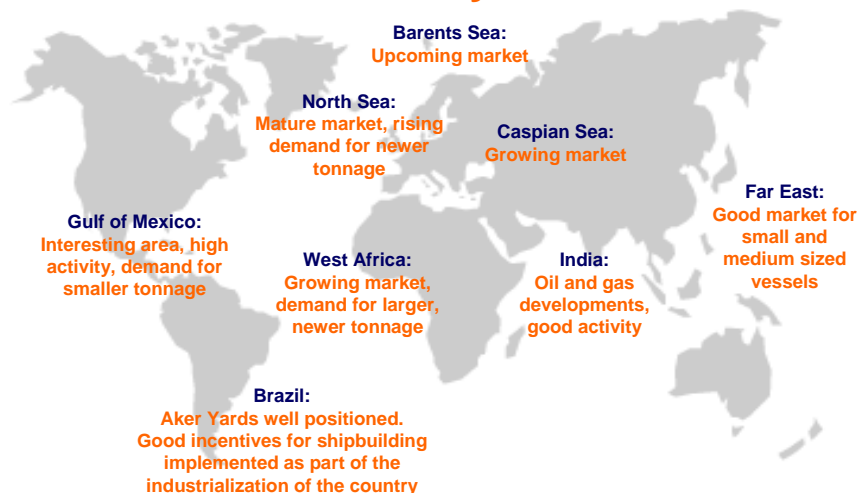 Barents Sea:
Upcoming market
North Sea:
Mature market, rising
demand for newer
tonnage
Caspian Sea:
Growing market
Far East:
Good market for
small and
medium sized
vessels
Gulf of Mexico:
Interesting area, high
activity, demand for
smaller tonnage
West Africa:
Growing market,
demand for larger,
newer tonnage
India:
Oil and gas
developments,
good activity
Brazil:
Aker Yards well positioned.
Good incentives for shipbuilding
implemented as part of the
industrialization of the country